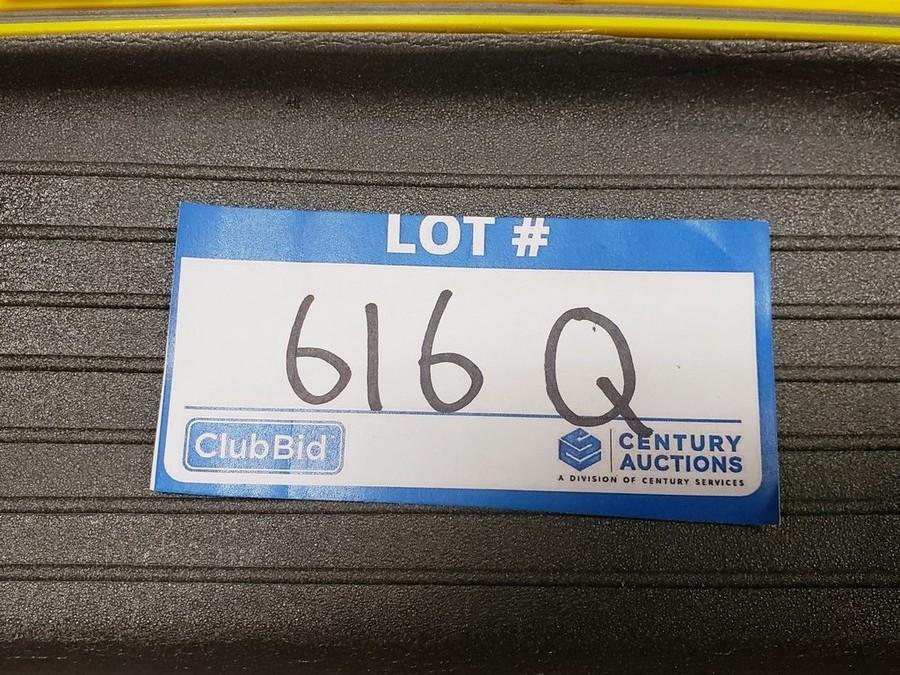 LOT #
616 Q
ClubBid
CENTURY
AUCTIONS
A DIVISION OF CENTURY SERVICES